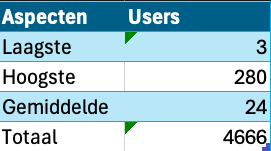 Aspecten Users
Laagste 3
Hoogste 280
Gemiddelde 24
Totaal 4666